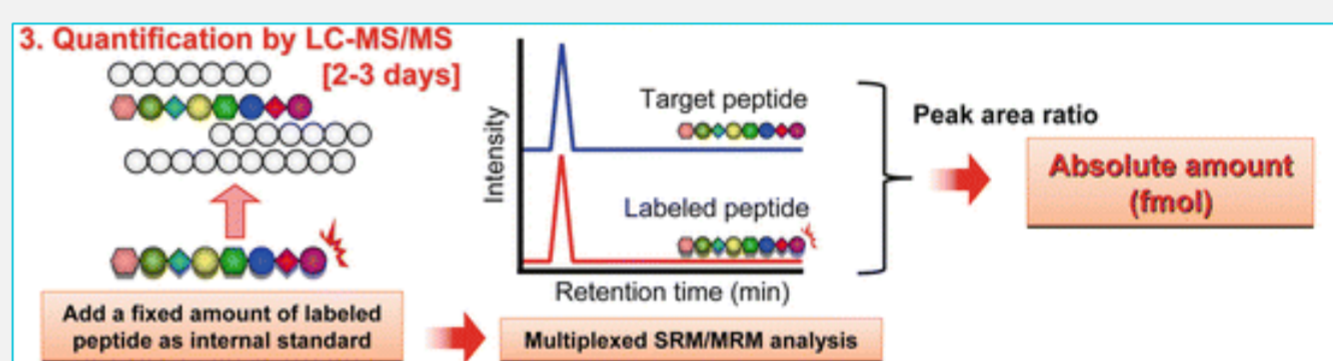 3. Quantification by LC-MS/MS
[2-3 days]
Add a fixed amount of labeled
peptide as internal standard
Intensity
Target peptide
Labeled peptide
Retention time (min)
Multiplexed SRM/MRM analysis
Peak area ratio
Absolute amount
(fmol)